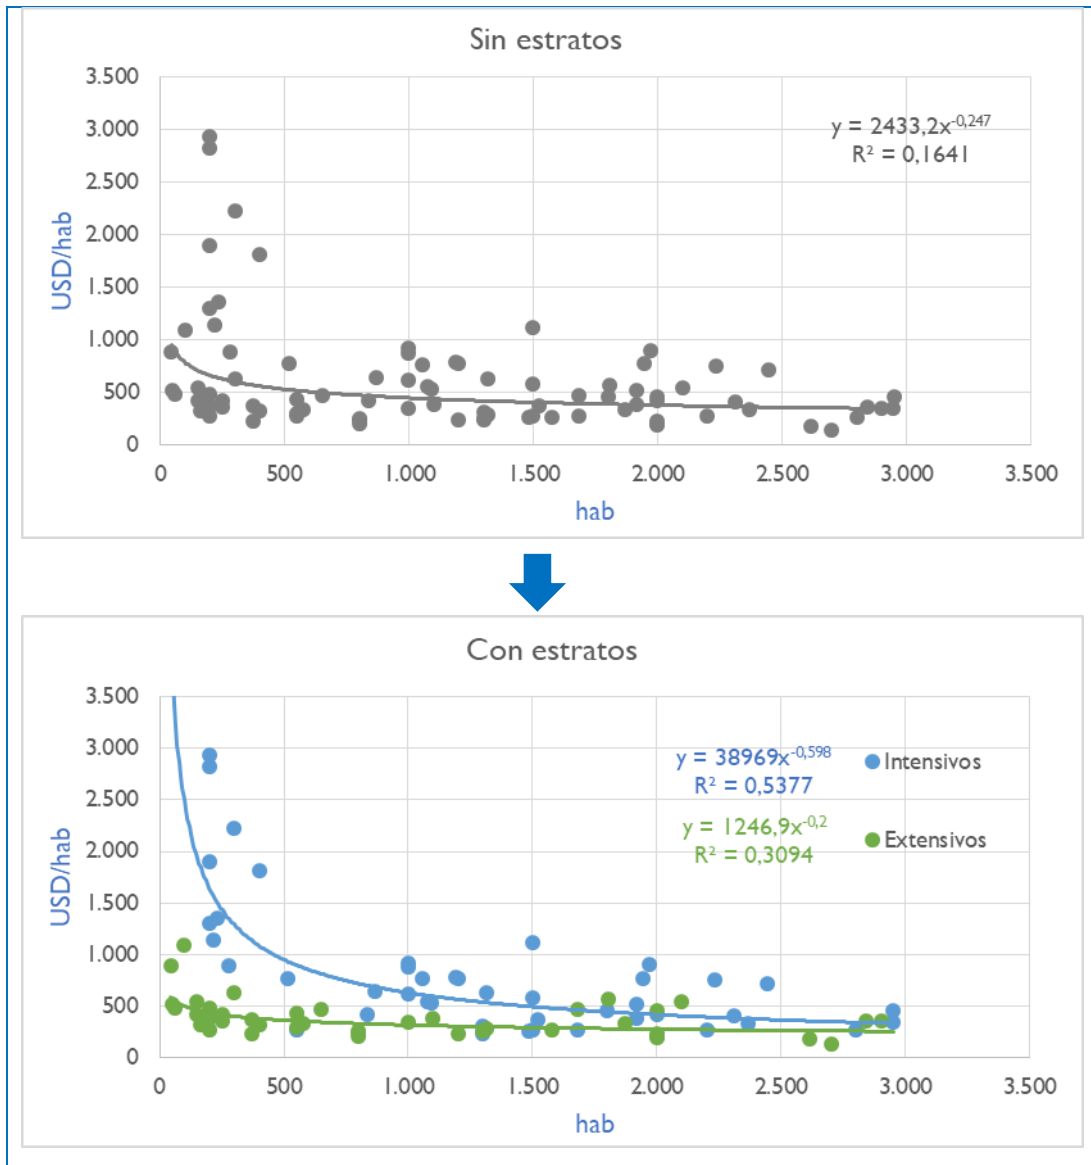 Sin estratos
3.500
3.000
2.500
2.000
1.500
1.000
500
0
USD/hab
y = 2433,2x^-0,247
R² = 0,1641
0 500 1.000 1.500 2.000 2.500 3.000 3.500
hab
Con estratos
3.500
3.000
2.500
2.000
1.500
1.000
500
0
USD/hab
y = 38969x^-0,598
R² = 0,5377
Intensivos
y = 1246,9x^-0,2
R² = 0,3094
Extensivos
0 500 1.000 1.500 2.000 2.500 3.000 3.500
hab